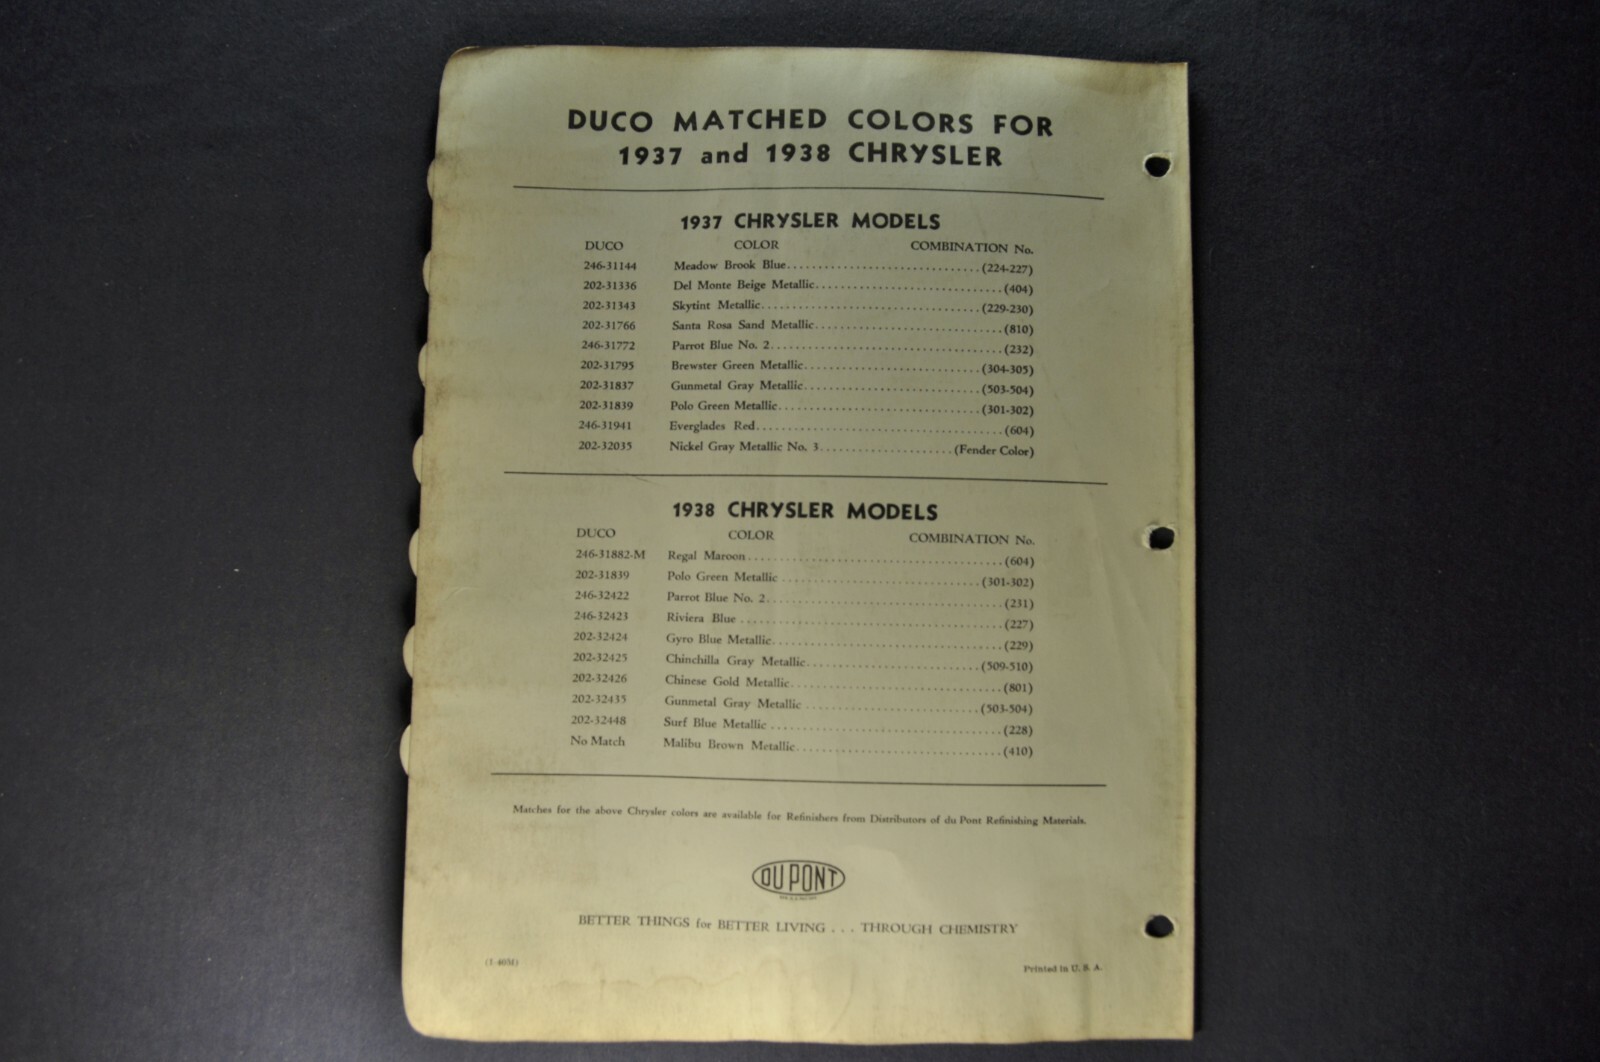 DUCO MATCHED COLORS FOR
1937 and 1938 CHRYSLER
1937 CHRYSLER MODELS
DUCO COLOR COMBINATION No.
246-31144 Meadow Brook Blue..............................(224-227)
202-31336 Del Monte Beige Metallic..............................(404)
202-31343 Skytint Metallic..................................(229-230)
202-31766 Santa Rosa Sand Metallic..............................(810)
246-31772 Parrot Blue No. 2.....................................(232)
202-31795 Brewster Green Metallic...........................(304-305)
202-31837 Gunmetal Gray Metallic............................(503-504)
202-31839 Polo Green Metallic................................(301-302)
246-31941 Everglades Red.......................................(604)
202-32035 Nickel Gray Metallic No. 3.....................(Fender Color)
1938 CHRYSLER MODELS
DUCO COLOR COMBINATION No.
246-31882-M Regal Maroon.........................................(604)
202-31839 Polo Green Metallic................................(301-302)
246-32422 Parrot Blue No. 2......................................(231)
246-32423 Riviera Blue..........................................(227)
202-32424 Gyro Blue Metallic.....................................(229)
202-32425 Chinchilla Gray Metallic............................(509-510)
202-32426 Chinese Gold Metallic..................................(801)
202-32435 Gunmetal Gray Metallic............................(503-504)
202-32448 Surf Blue Metallic.....................................(228)
No Match Malibu Brown Metallic.................................(410)
Matches for the above Chrysler colors are available for Refinishers from Distributors of du Pont Refinishing Materials.
DU PONT
BETTER THINGS for BETTER LIVING . . . THROUGH CHEMISTRY
Printed in U. S. A.